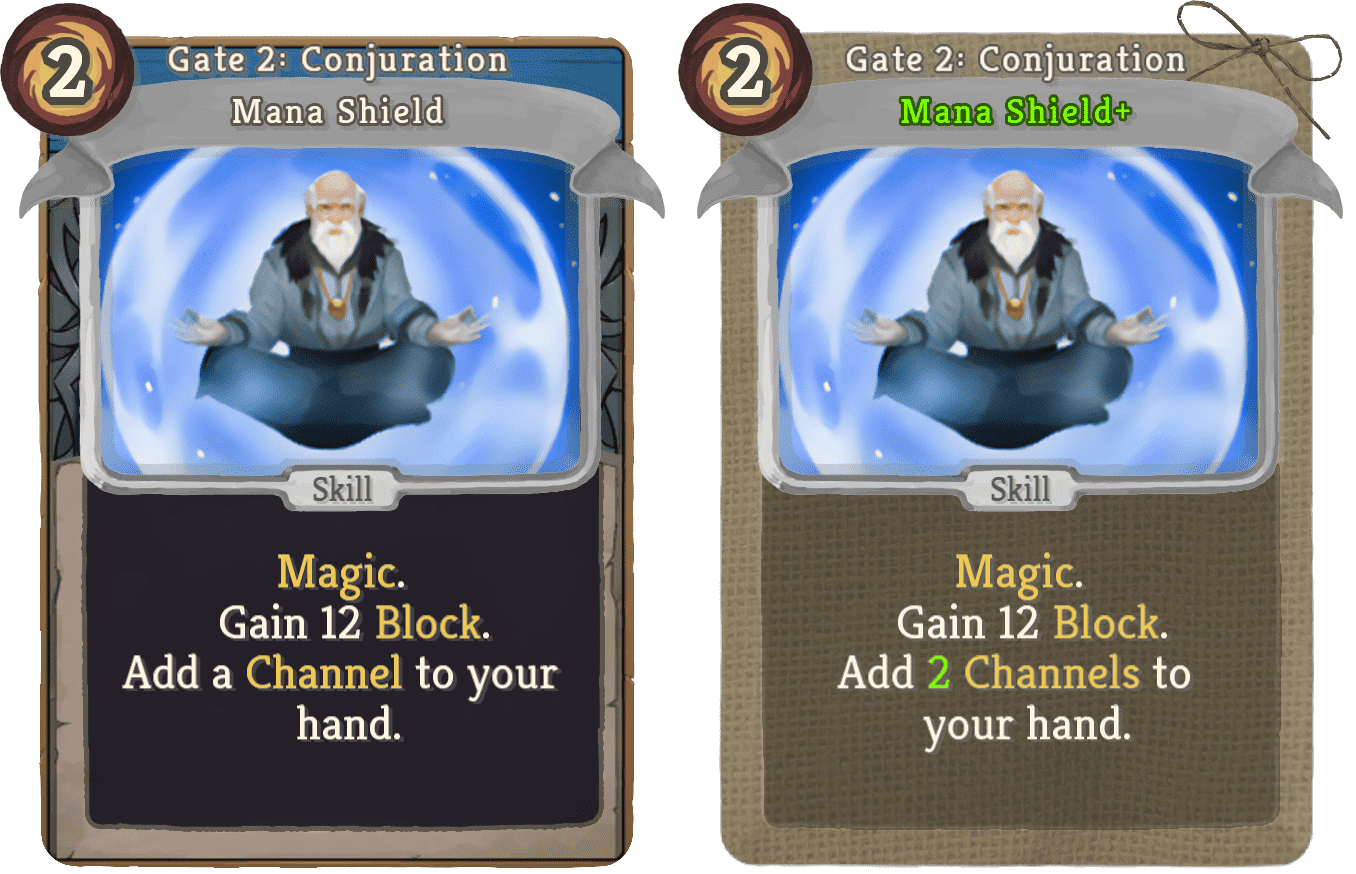 2
Gate 2: Conjuration
Mana Shield
Skill
Magic.
Gain 12 Block.
Add a Channel to your
hand.
2
Gate 2: Conjuration
Mana Shield+
Skill
Magic.
Gain 12 Block.
Add 2 Channels to
your hand.